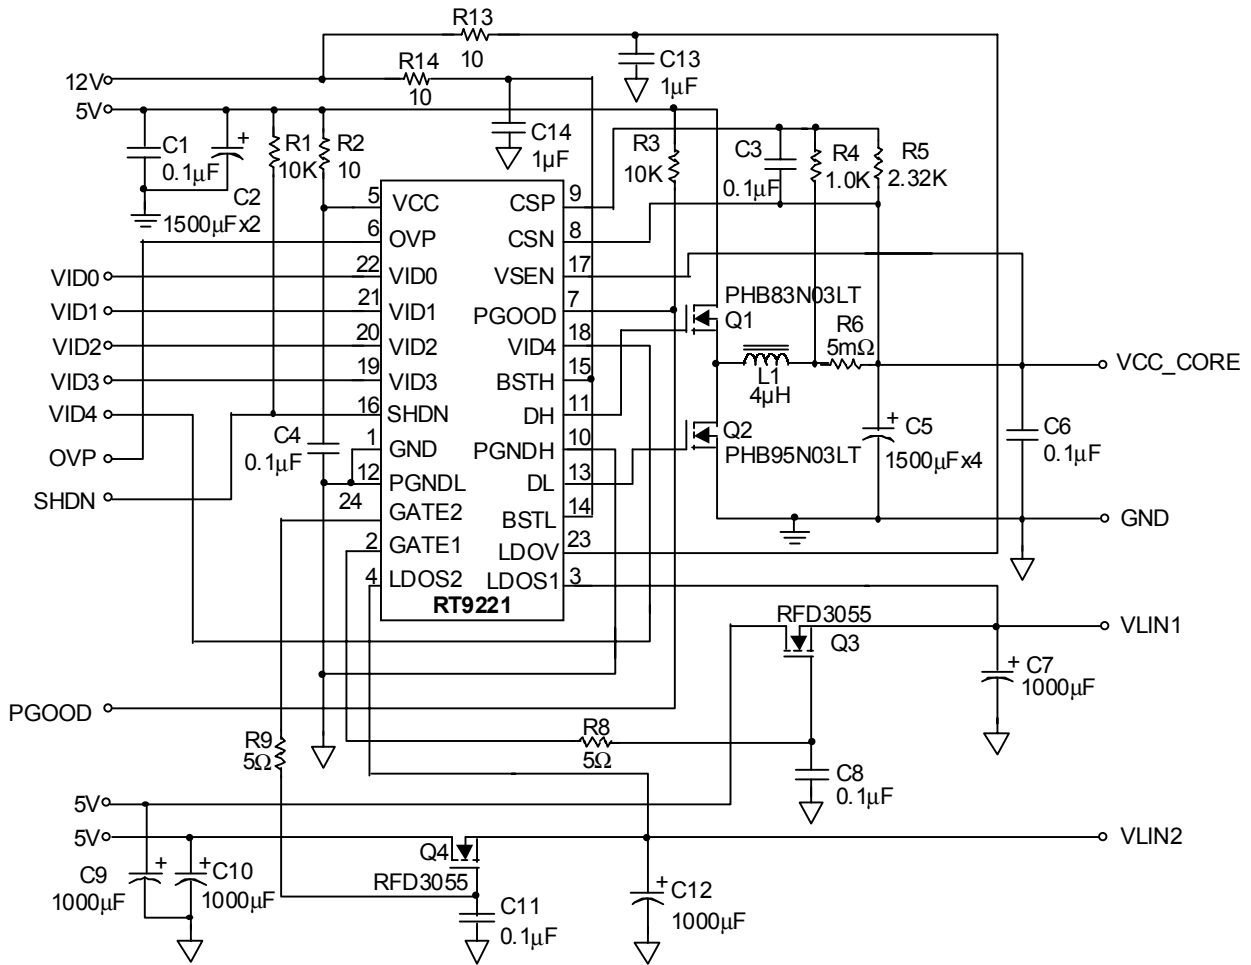 R13
10
12V
R14
10
C13
1µF
5V
C1
0.1µF
+
C2
1500µFx2
R1
10K
R2
10
C14
1µF
R3
10K
C3
0.1µF
R4
1.0K
R5
2.32K
5
VCC
CSP
9
6
OVP
CSN
8
VID0
22
VID0
VSEN
17
VID1
21
VID1
PGOOD
7
PHB83N03LT
Q1
VID2
20
VID2
VID4
18
R6
5mΩ
VID3
19
VID3
BSTH
15
L1
4µH
VCC_CORE
VID4
16
SHDN
DH
11
Q2
PHB95N03LT
+
C5
1500µFx4
C6
0.1µF
OVP
C4
0.1µF
1
GND
PGNDH
10
SHDN
12
PGNDL
DL
13
24
GATE2
BSTL
14
GND
2
GATE1
LDOV
23
4
LDOS2
LDOS1
3
RT9221
RFD3055
Q3
VLIN1
+
C7
1000µF
PGOOD
R9
5Ω
R8
5Ω
C8
0.1µF
5V
5V
Q4
RFD3055
VLIN2
C9
1000µF
+
+
C10
1000µF
C11
0.1µF
+
C12
1000µF